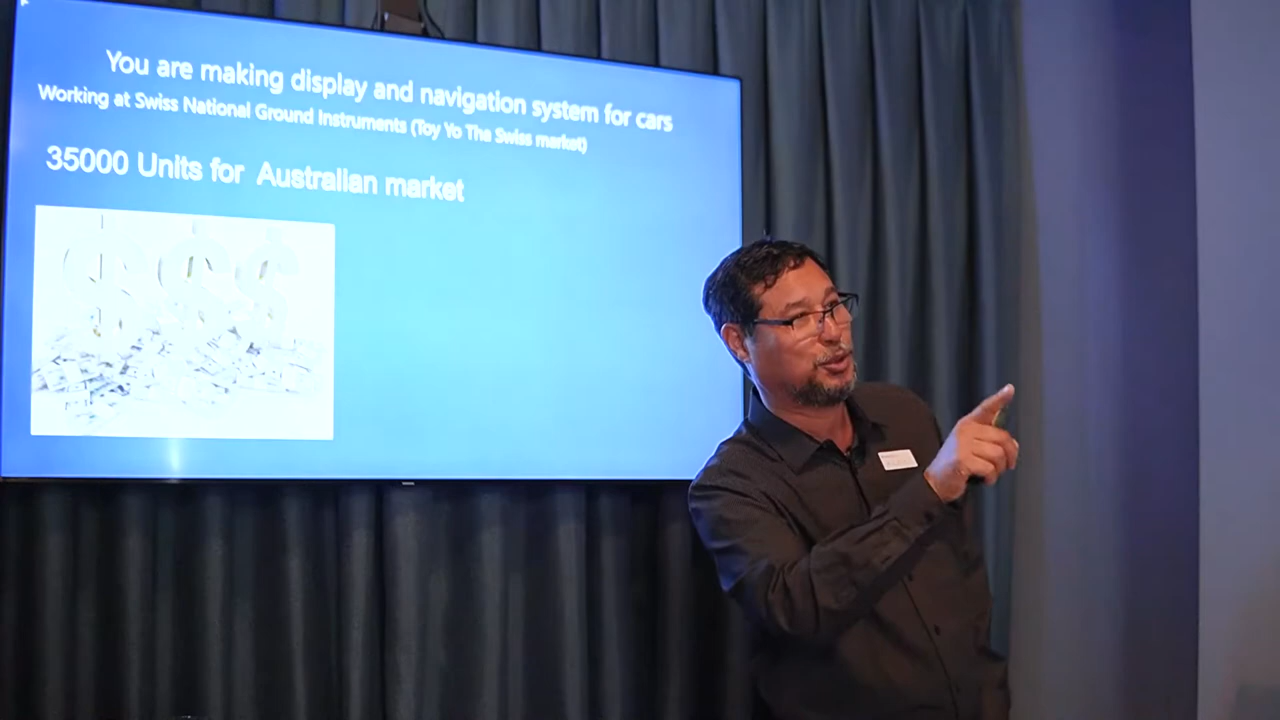 You are making display and navigation system for cars
Working at Swiss National Ground Instruments (Toy Yo Tha Swiss market)
35000 Units for Australian market